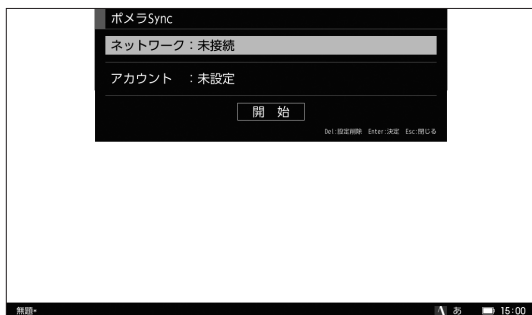 ポメラSync
ネットワーク：未接続
アカウント　：未設定
開　始
Del:設定削除　Enter:決定　Esc:閉じる
無題*
A　あ　15:00